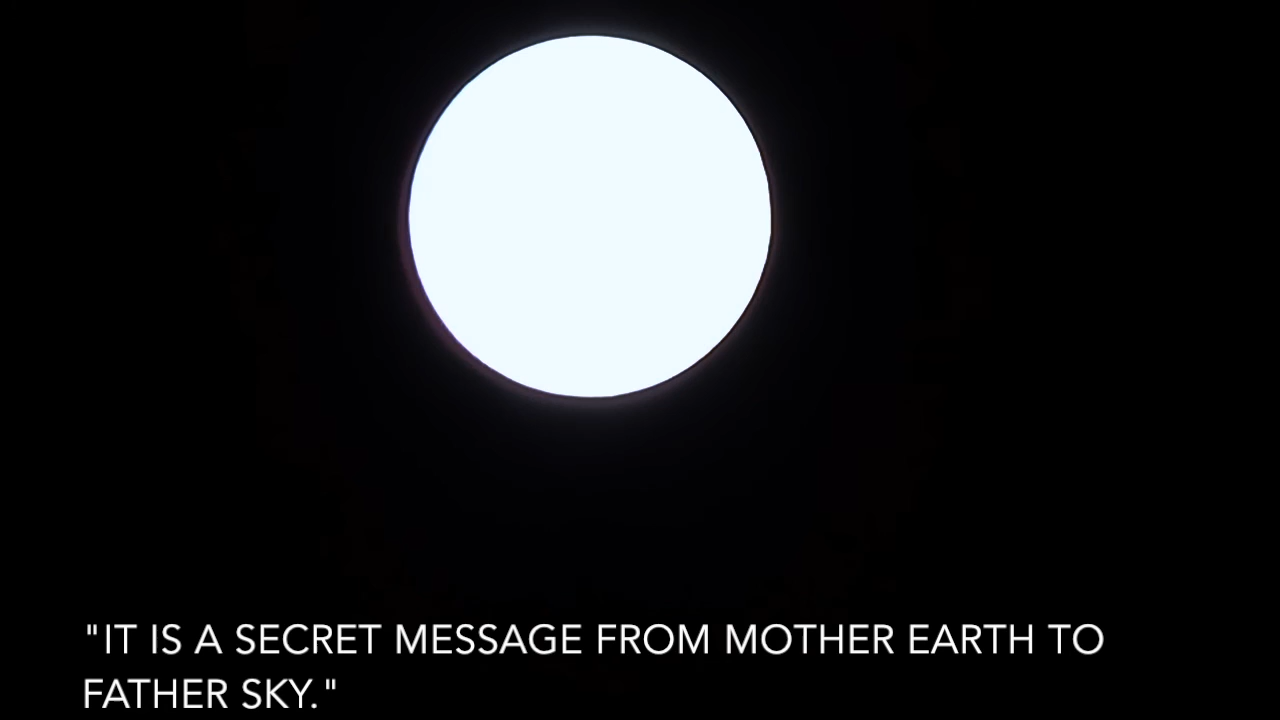 "IT IS A SECRET MESSAGE FROM MOTHER EARTH TO
FATHER SKY."